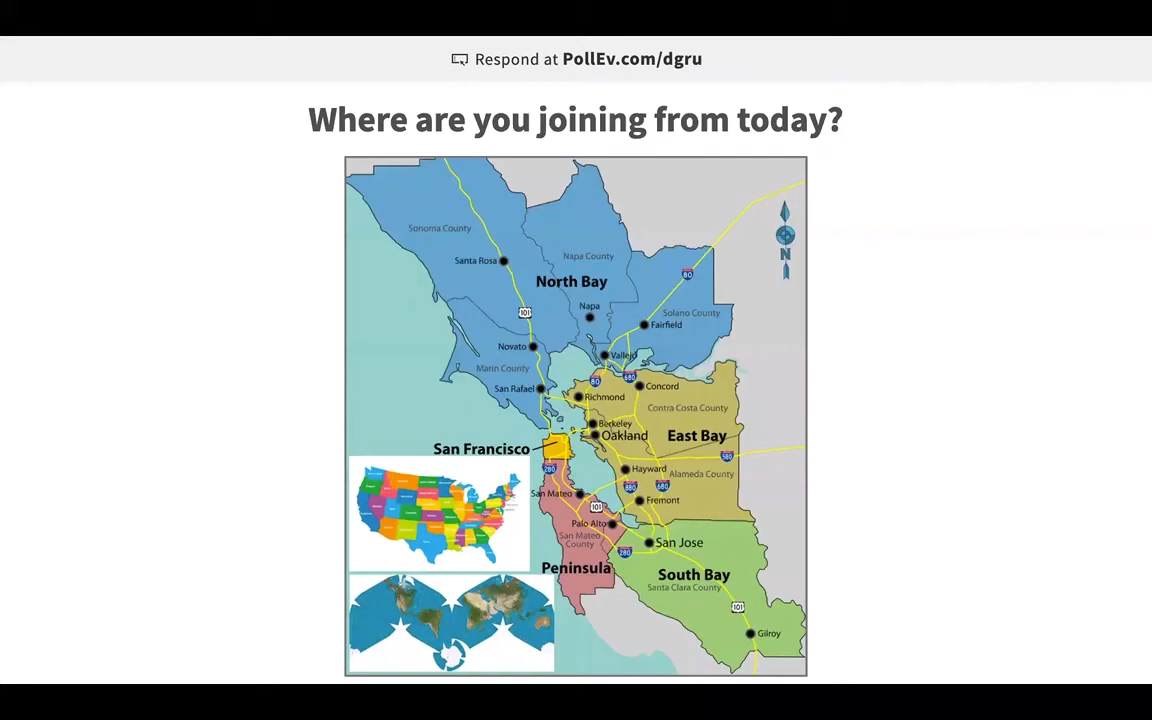 Respond at PollEv.com/dgru
Where are you joining from today?
Sonoma County
Santa Rosa
Napa County
North Bay
80
N
101
Napa
Solano County
Fairfield
Novato
Vallejo
Marin County
80
680
San Rafael
Concord
Richmond
Contra Costa County
Berkeley
Oakland
East Bay
San Francisco
580
280
Hayward
Alameda County
880
680
San Mateo
Fremont
101
Palo Alto
San Mateo
County
San Jose
280
Peninsula
South Bay
Santa Clara County
101
Gilroy